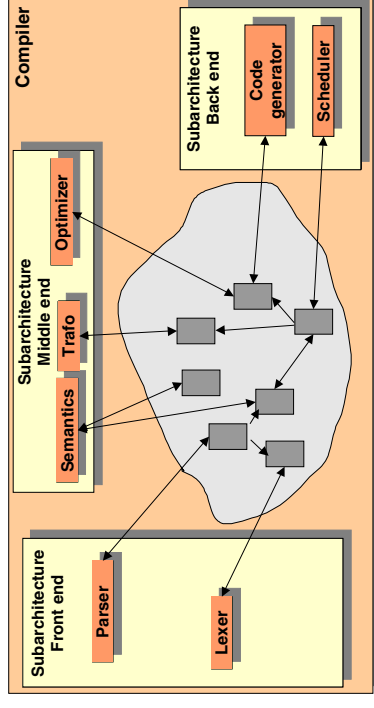 Compiler
Subarchitecture
Front end
Parser
Lexer
Subarchitecture
Middle end
Semantics
Trafo
Optimizer
Subarchitecture
Back end
Code
generator
Scheduler